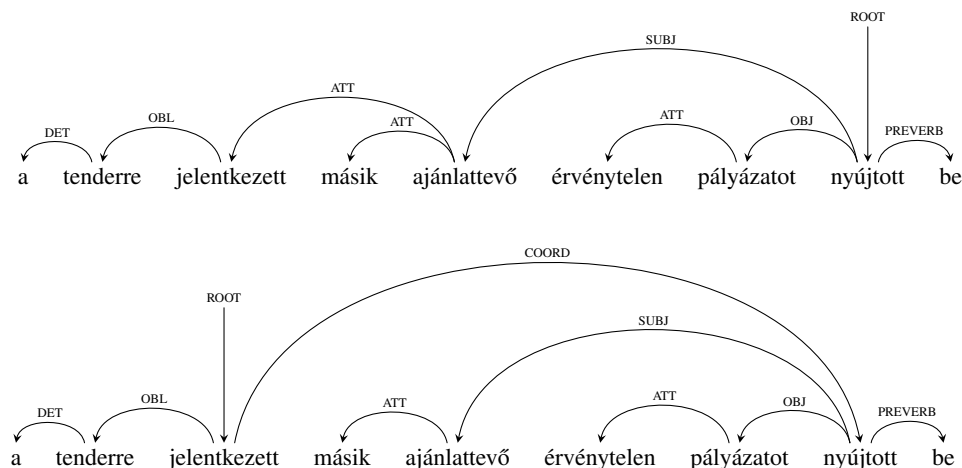 ROOT
SUBJ
ATT
DET OBL ATT ATT OBJ PREVERB
a tenderre jelentkezett másik ajánlattevő érvénytelen pályázatot nyújtott be
COORD
ROOT
SUBJ
DET OBL ATT ATT OBJ PREVERB
a tenderre jelentkezett másik ajánlattevő érvénytelen pályázatot nyújtott be